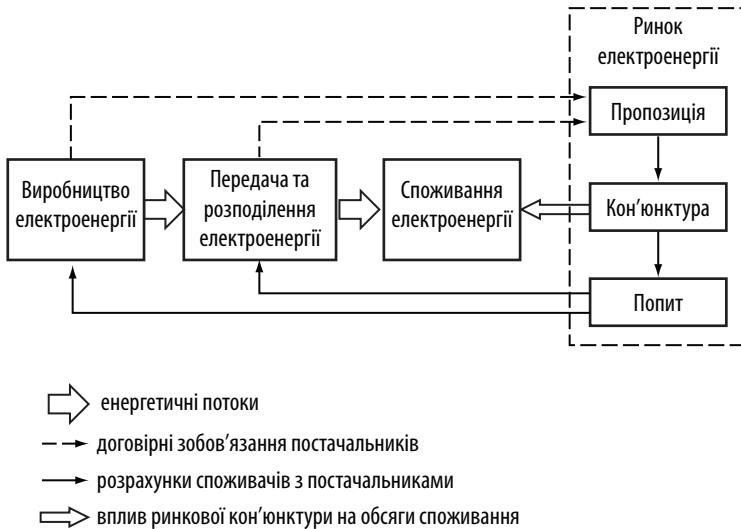 Ринок
електроенергії
Пропозиція
Виробництво
електроенергії
Передача та
розподілення
електроенергії
Споживання
електроенергії
Кон'юнктура
Попит
енергетичні потоки
договірні зобов'язання постачальників
розрахунки споживачів з постачальниками
вплив ринкової кон'юнктури на обсяги споживання